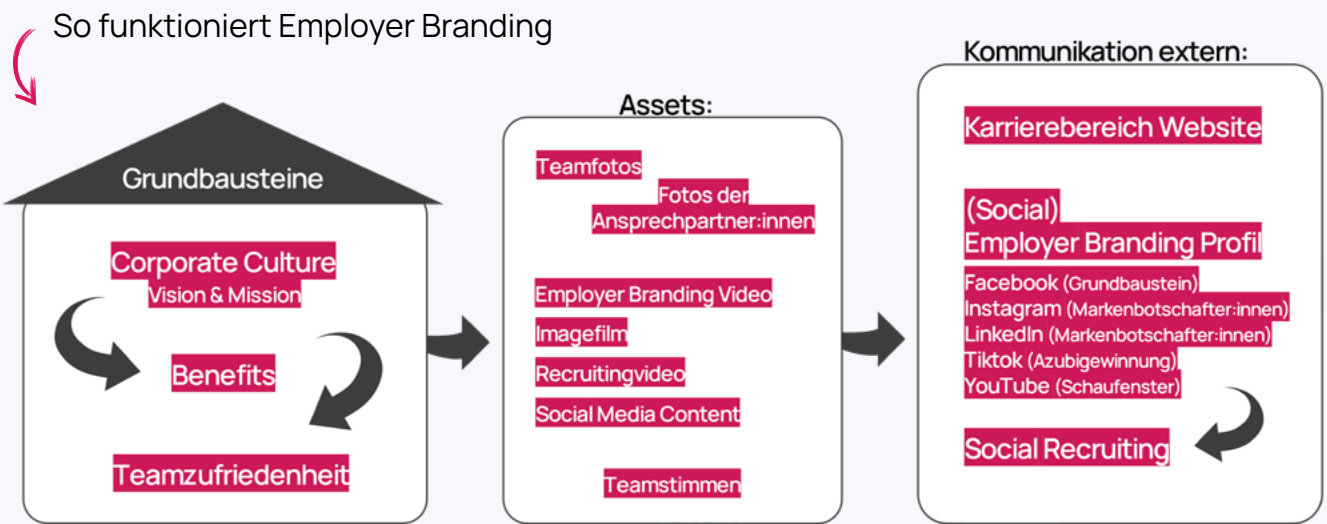 So funktioniert Employer Branding
Grundbausteine
Corporate Culture
Vision & Mission
Benefits
Teamzufriedenheit
Assets:
Teamfotos
Fotos der
Ansprechpartner:innen
Employer Branding Video
Imagefilm
Recruitingvideo
Social Media Content
Teamstimmen
Kommunikation extern:
Karrierebereich Website
(Social)
Employer Branding Profil
Facebook (Grundbaustein)
Instagram (Markenbotschafter:innen)
LinkedIn (Markenbotschafter:innen)
Tiktok (Azubigewinnung)
YouTube (Schaufenster)
Social Recruiting